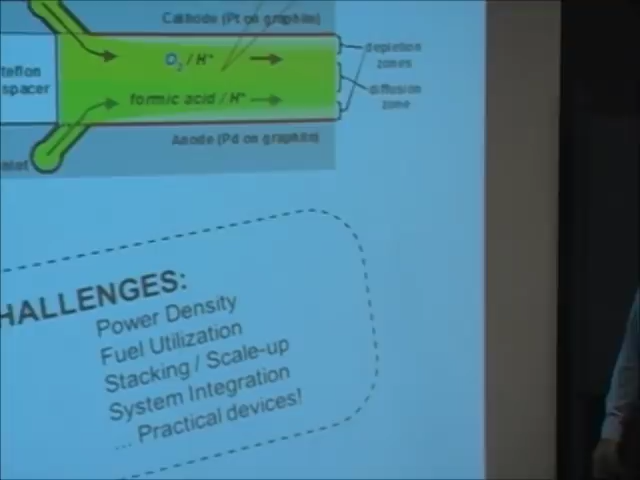 Cathode (Pt on graphite)
O2 / H+
depletion
zones
teflon
spacer
diffusion
zone
formic acid / H+
Anode (Pd on graphite)
inlet
HALLENGES:
Power Density
Fuel Utilization
Stacking / Scale-up
System Integration
... Practical devices!